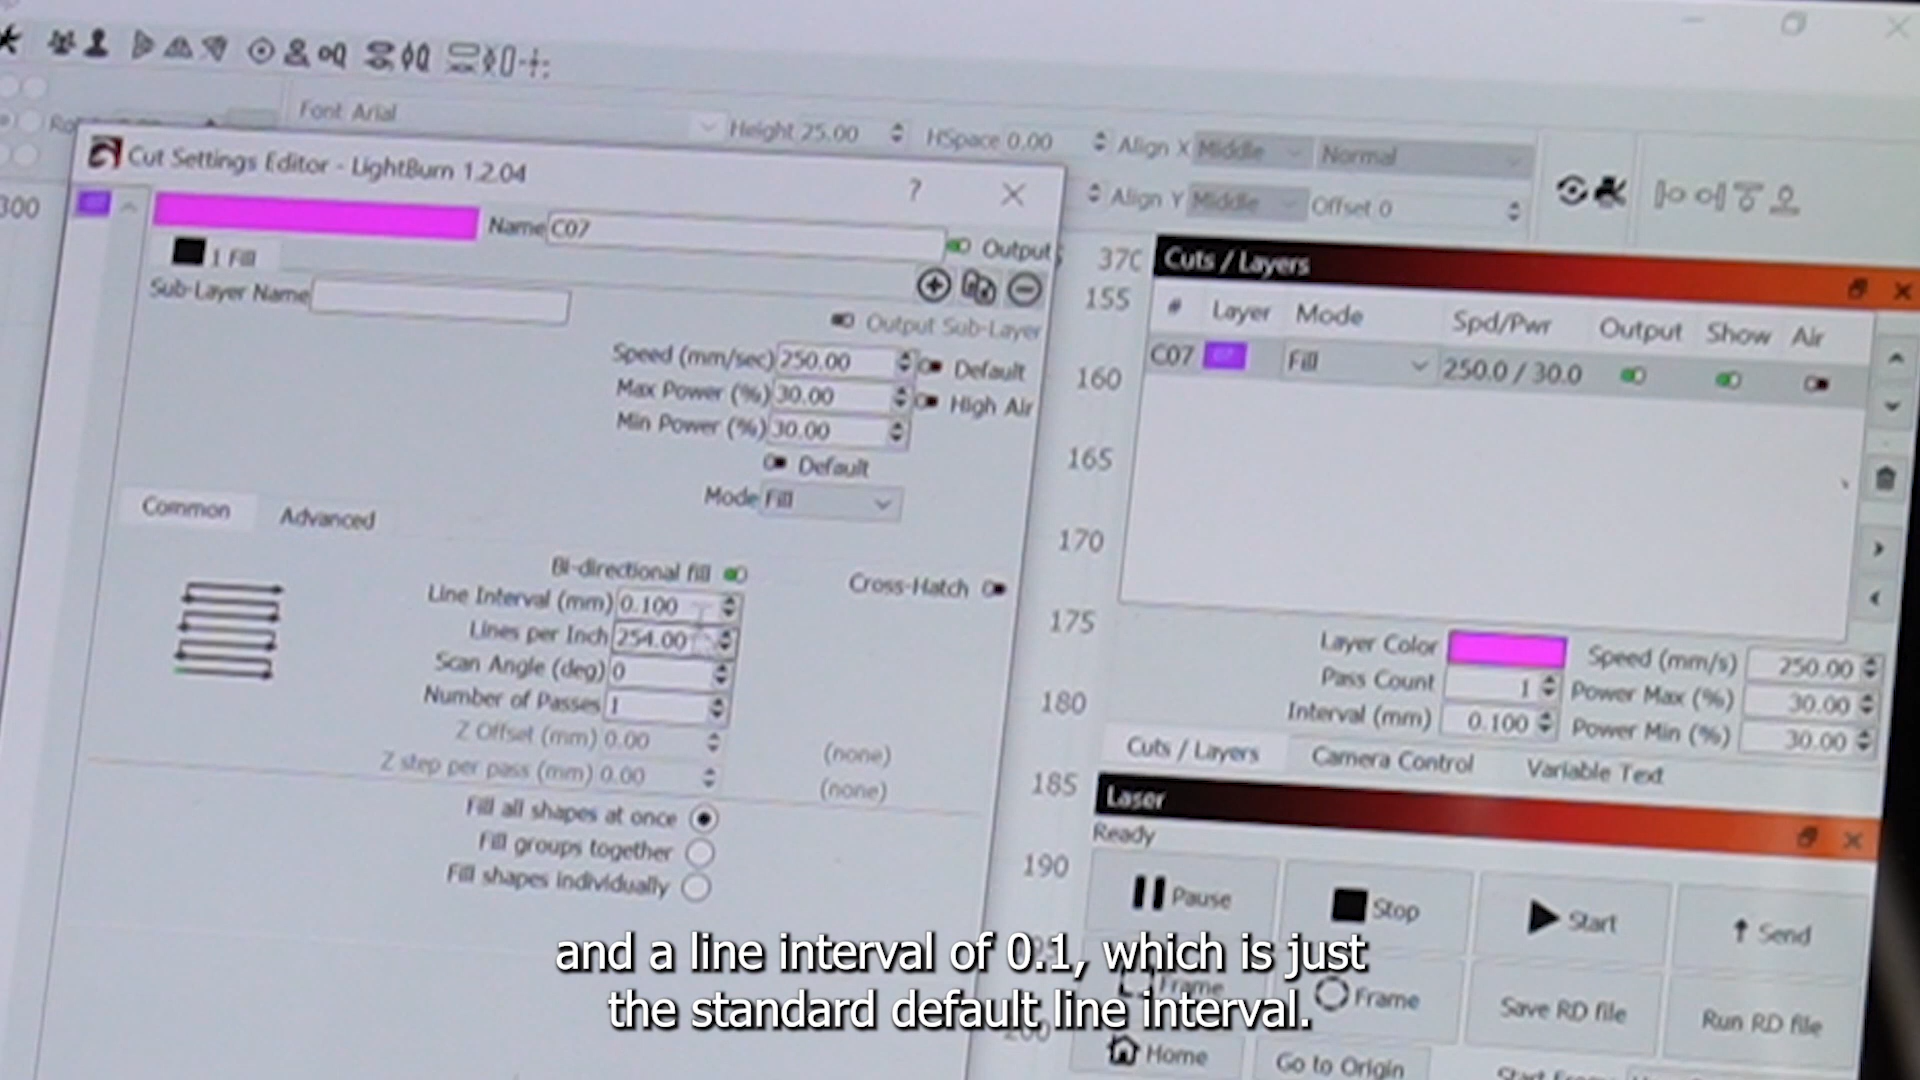 Font Arial
Height 25.00
HSpace 0.00
Align X Middle
Normal
Align Y Middle
Offset 0
300
Cut Settings Editor - LightBurn 1.2.04
?
Name C07
Output
1 Fill
Sub-Layer Name
Output Sub-Layer
Speed (mm/sec) 250.00
Default
Max Power (%) 30.00
High Air
Min Power (%) 30.00
Default
Mode Fill
Common
Advanced
Bi-directional fill
Line Interval (mm) 0.100
Cross-Hatch
Lines per Inch 254.00
Scan Angle (deg) 0
Number of Passes 1
Z Offset (mm) 0.00
(none)
Z step per pass (mm) 0.00
(none)
Fill all shapes at once
Fill groups together
Fill shapes individually
155
160
165
170
175
180
185
190
Cuts / Layers
# Layer Mode Spd/Pwr Output Show Air
C07 Fill 250.0 / 30.0
Layer Color
Speed (mm/s) 250.00
Pass Count 1
Power Max (%) 30.00
Interval (mm) 0.100
Power Min (%) 30.00
Cuts / Layers
Camera Control
Variable Text
Laser
Ready
Pause
Stop
Start
Send
Frame
Frame
Save RD file
Run RD file
Home
Go to Origin
and a line interval of 0.1, which is just
the standard default line interval.